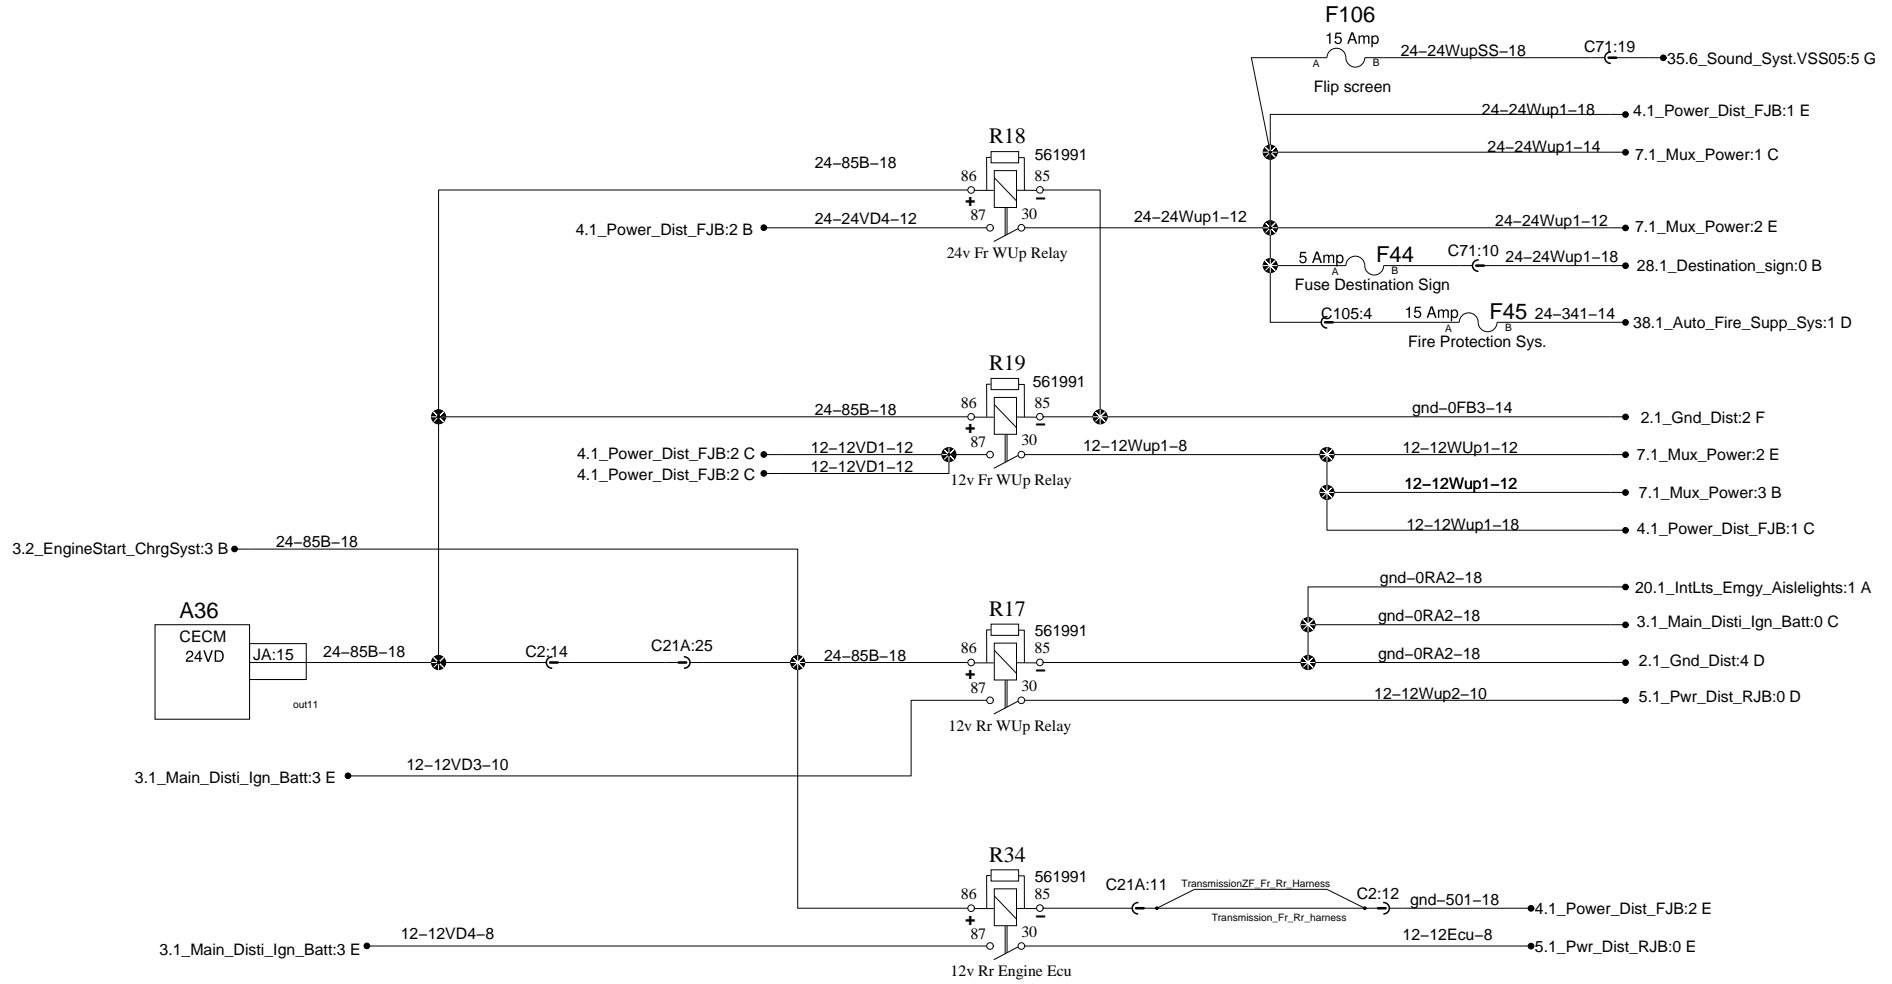 F106
15 Amp
24–24WupSS–18
C71:19
35.6_Sound_Syst.VSS05:5 G
A
B
Flip screen
24–24Wup1–18
4.1_Power_Dist_FJB:1 E
R18
561991
24–85B–18
86
85
+
–
24–24Wup1–14
7.1_Mux_Power:1 C
4.1_Power_Dist_FJB:2 B
24–24VD4–12
87
30
24v Fr WUp Relay
24–24Wup1–12
24–24Wup1–12
7.1_Mux_Power:2 E
5 Amp
F44
A
B
C71:10
24–24Wup1–18
28.1_Destination_sign:0 B
Fuse Destination Sign
C105:4
15 Amp
F45
A
B
24–341–14
38.1_Auto_Fire_Supp_Sys:1 D
Fire Protection Sys.
R19
561991
24–85B–18
86
85
+
–
gnd–0FB3–14
2.1_Gnd_Dist:2 F
4.1_Power_Dist_FJB:2 C
12–12VD1–12
87
30
12–12Wup1–8
12–12WUp1–12
7.1_Mux_Power:2 E
4.1_Power_Dist_FJB:2 C
12–12VD1–12
12v Fr WUp Relay
12–12Wup1–12
7.1_Mux_Power:3 B
12–12Wup1–18
4.1_Power_Dist_FJB:1 C
3.2_EngineStart_ChrgSyst:3 B
24–85B–18
gnd–0RA2–18
20.1_IntLts_Emgy_Aislelights:1 A
A36
CECM
24VD
JA:15
out11
24–85B–18
C2:14
C21A:25
24–85B–18
R17
561991
86
85
+
–
gnd–0RA2–18
3.1_Main_Disti_Ign_Batt:0 C
gnd–0RA2–18
2.1_Gnd_Dist:4 D
87
30
12v Rr WUp Relay
12–12Wup2–10
5.1_Pwr_Dist_RJB:0 D
3.1_Main_Disti_Ign_Batt:3 E
12–12VD3–10
R34
561991
86
85
+
–
C21A:11
TransmissionZF_Fr_Rr_Harness
Transmission_Fr_Rr_harness
C2:12
gnd–501–18
4.1_Power_Dist_FJB:2 E
3.1_Main_Disti_Ign_Batt:3 E
12–12VD4–8
87
30
12v Rr Engine Ecu
12–12Ecu–8
5.1_Pwr_Dist_RJB:0 E